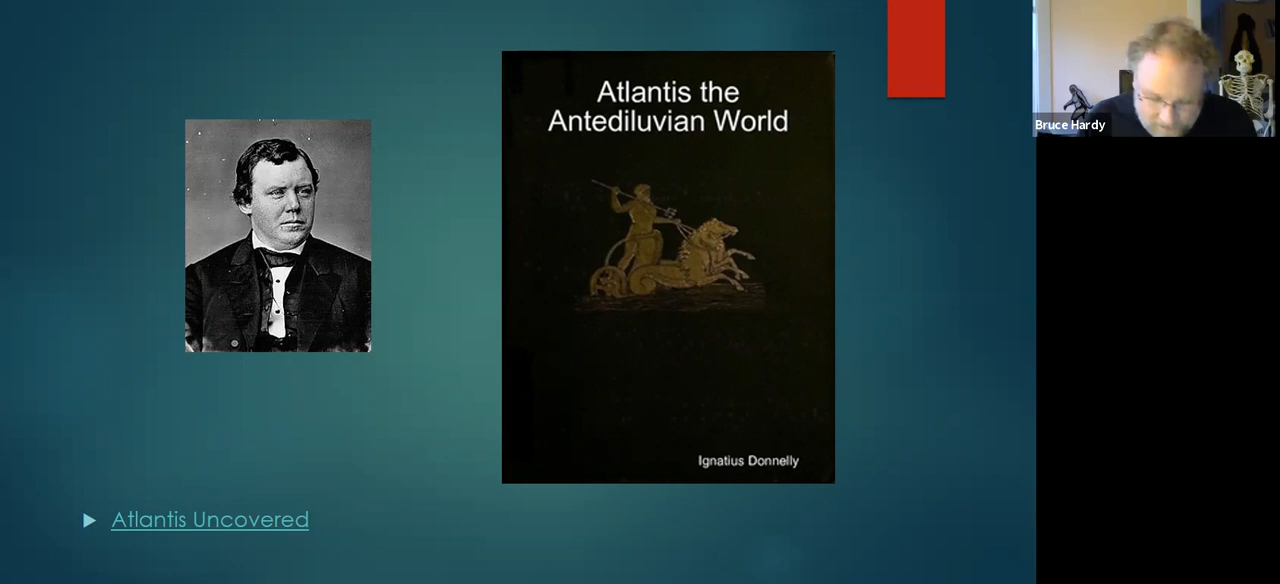 Atlantis the
Antediluvian World
Ignatius Donnelly
Atlantis Uncovered
Bruce Hardy